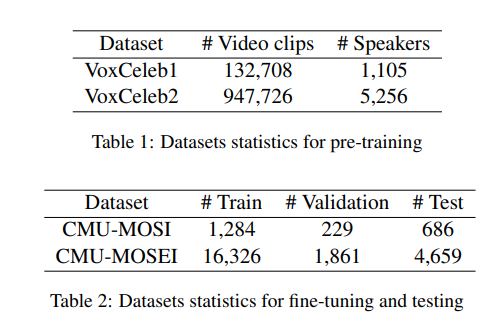 Dataset # Video clips # Speakers
VoxCeleb1 132,708 1,105
VoxCeleb2 947,726 5,256
Table 1: Datasets statistics for pre-training
Dataset # Train # Validation # Test
CMU-MOSI 1,284 229 686
CMU-MOSEI 16,326 1,861 4,659
Table 2: Datasets statistics for fine-tuning and testing